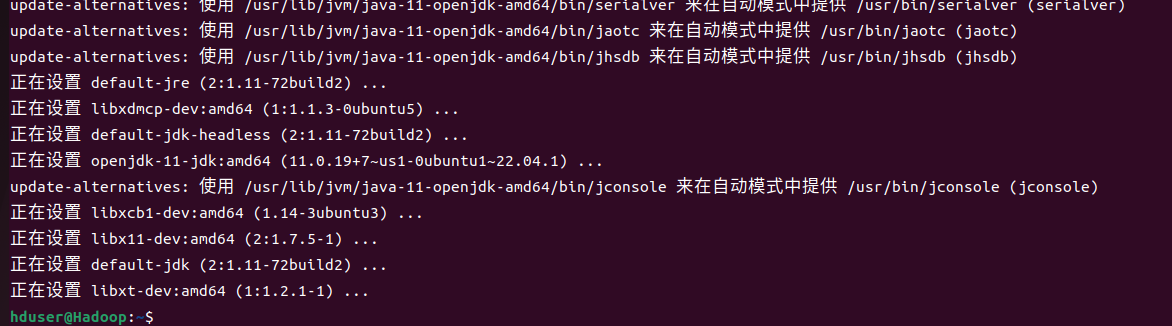 update-alternatives: 使用 /usr/lib/jvm/java-11-openjdk-amd64/bin/serialver 来在自动模式中提供 /usr/bin/serialver (serialver)
update-alternatives: 使用 /usr/lib/jvm/java-11-openjdk-amd64/bin/jaotc 来在自动模式中提供 /usr/bin/jaotc (jaotc)
update-alternatives: 使用 /usr/lib/jvm/java-11-openjdk-amd64/bin/jhsdb 来在自动模式中提供 /usr/bin/jhsdb (jhsdb)
正在设置 default-jre (2:1.11-72build2) ...
正在设置 libxdmcp-dev:amd64 (1:1.1.3-0ubuntu5) ...
正在设置 default-jdk-headless (2:1.11-72build2) ...
正在设置 openjdk-11-jdk:amd64 (11.0.19+7~us1-0ubuntu1~22.04.1) ...
update-alternatives: 使用 /usr/lib/jvm/java-11-openjdk-amd64/bin/jconsole 来在自动模式中提供 /usr/bin/jconsole (jconsole)
正在设置 libxcb1-dev:amd64 (1.14-3ubuntu3) ...
正在设置 libx11-dev:amd64 (2:1.7.5-1) ...
正在设置 default-jdk (2:1.11-72build2) ...
正在设置 libxt-dev:amd64 (1:1.2.1-1) ...
hduser@Hadoop:~$